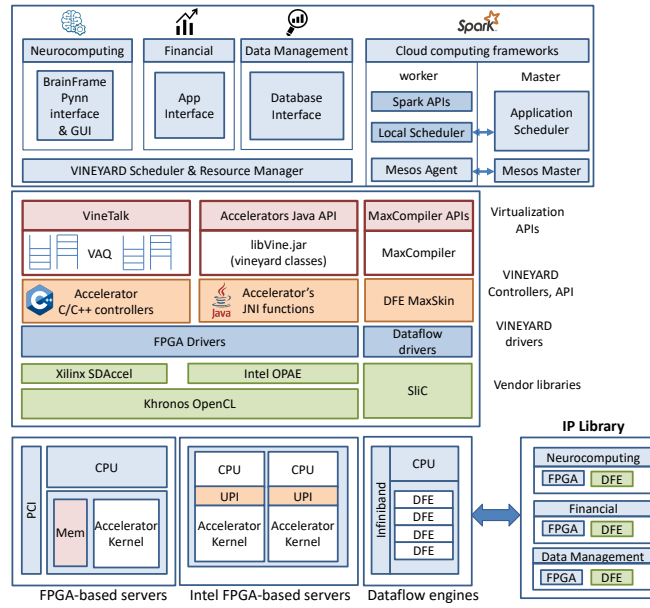 Spark
Neurocomputing
Financial
Data Management
Cloud computing frameworks
BrainFrame
Pynn
interface
& GUI
App
Interface
Database
Interface
worker
Master
Spark APIs
Local Scheduler
Application
Scheduler
VINEYARD Scheduler & Resource Manager
Mesos Agent
Mesos Master
VineTalk
Accelerators Java API
MaxCompiler APIs
Virtualization
APIs
VAQ
libVine.jar
(vineyard classes)
MaxCompiler
C++
Accelerator
C/C++ controllers
Java
Accelerator's
JNI functions
DFE MaxSkin
VINEYARD
Controllers, API
FPGA Drivers
Dataflow
drivers
VINEYARD
drivers
Xilinx SDAccel
Intel OPAE
SliC
Vendor libraries
Khronos OpenCL
IP Library
PCI
CPU
Mem
Accelerator
Kernel
CPU
UPI
Accelerator
Kernel
CPU
UPI
Accelerator
Kernel
Infiniband
CPU
DFE
DFE
DFE
DFE
Neurocomputing
FPGA
DFE
Financial
FPGA
DFE
Data Management
FPGA
DFE
FPGA-based servers
Intel FPGA-based servers
Dataflow engines